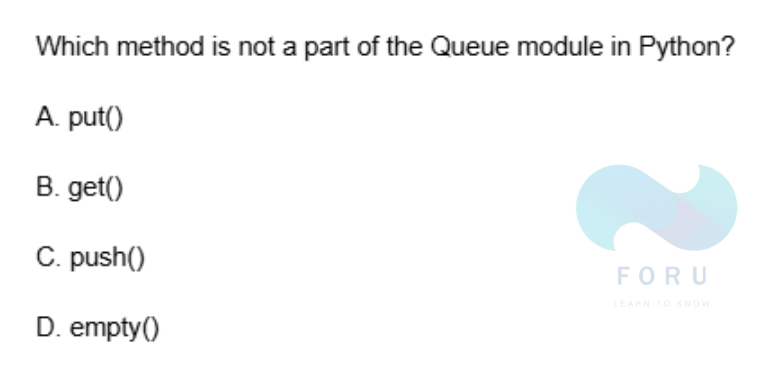 Which method is not a part of the Queue module in Python?
A. put()
B. get()
C. push()
D. empty()
FORU
LEARN TO KNOW